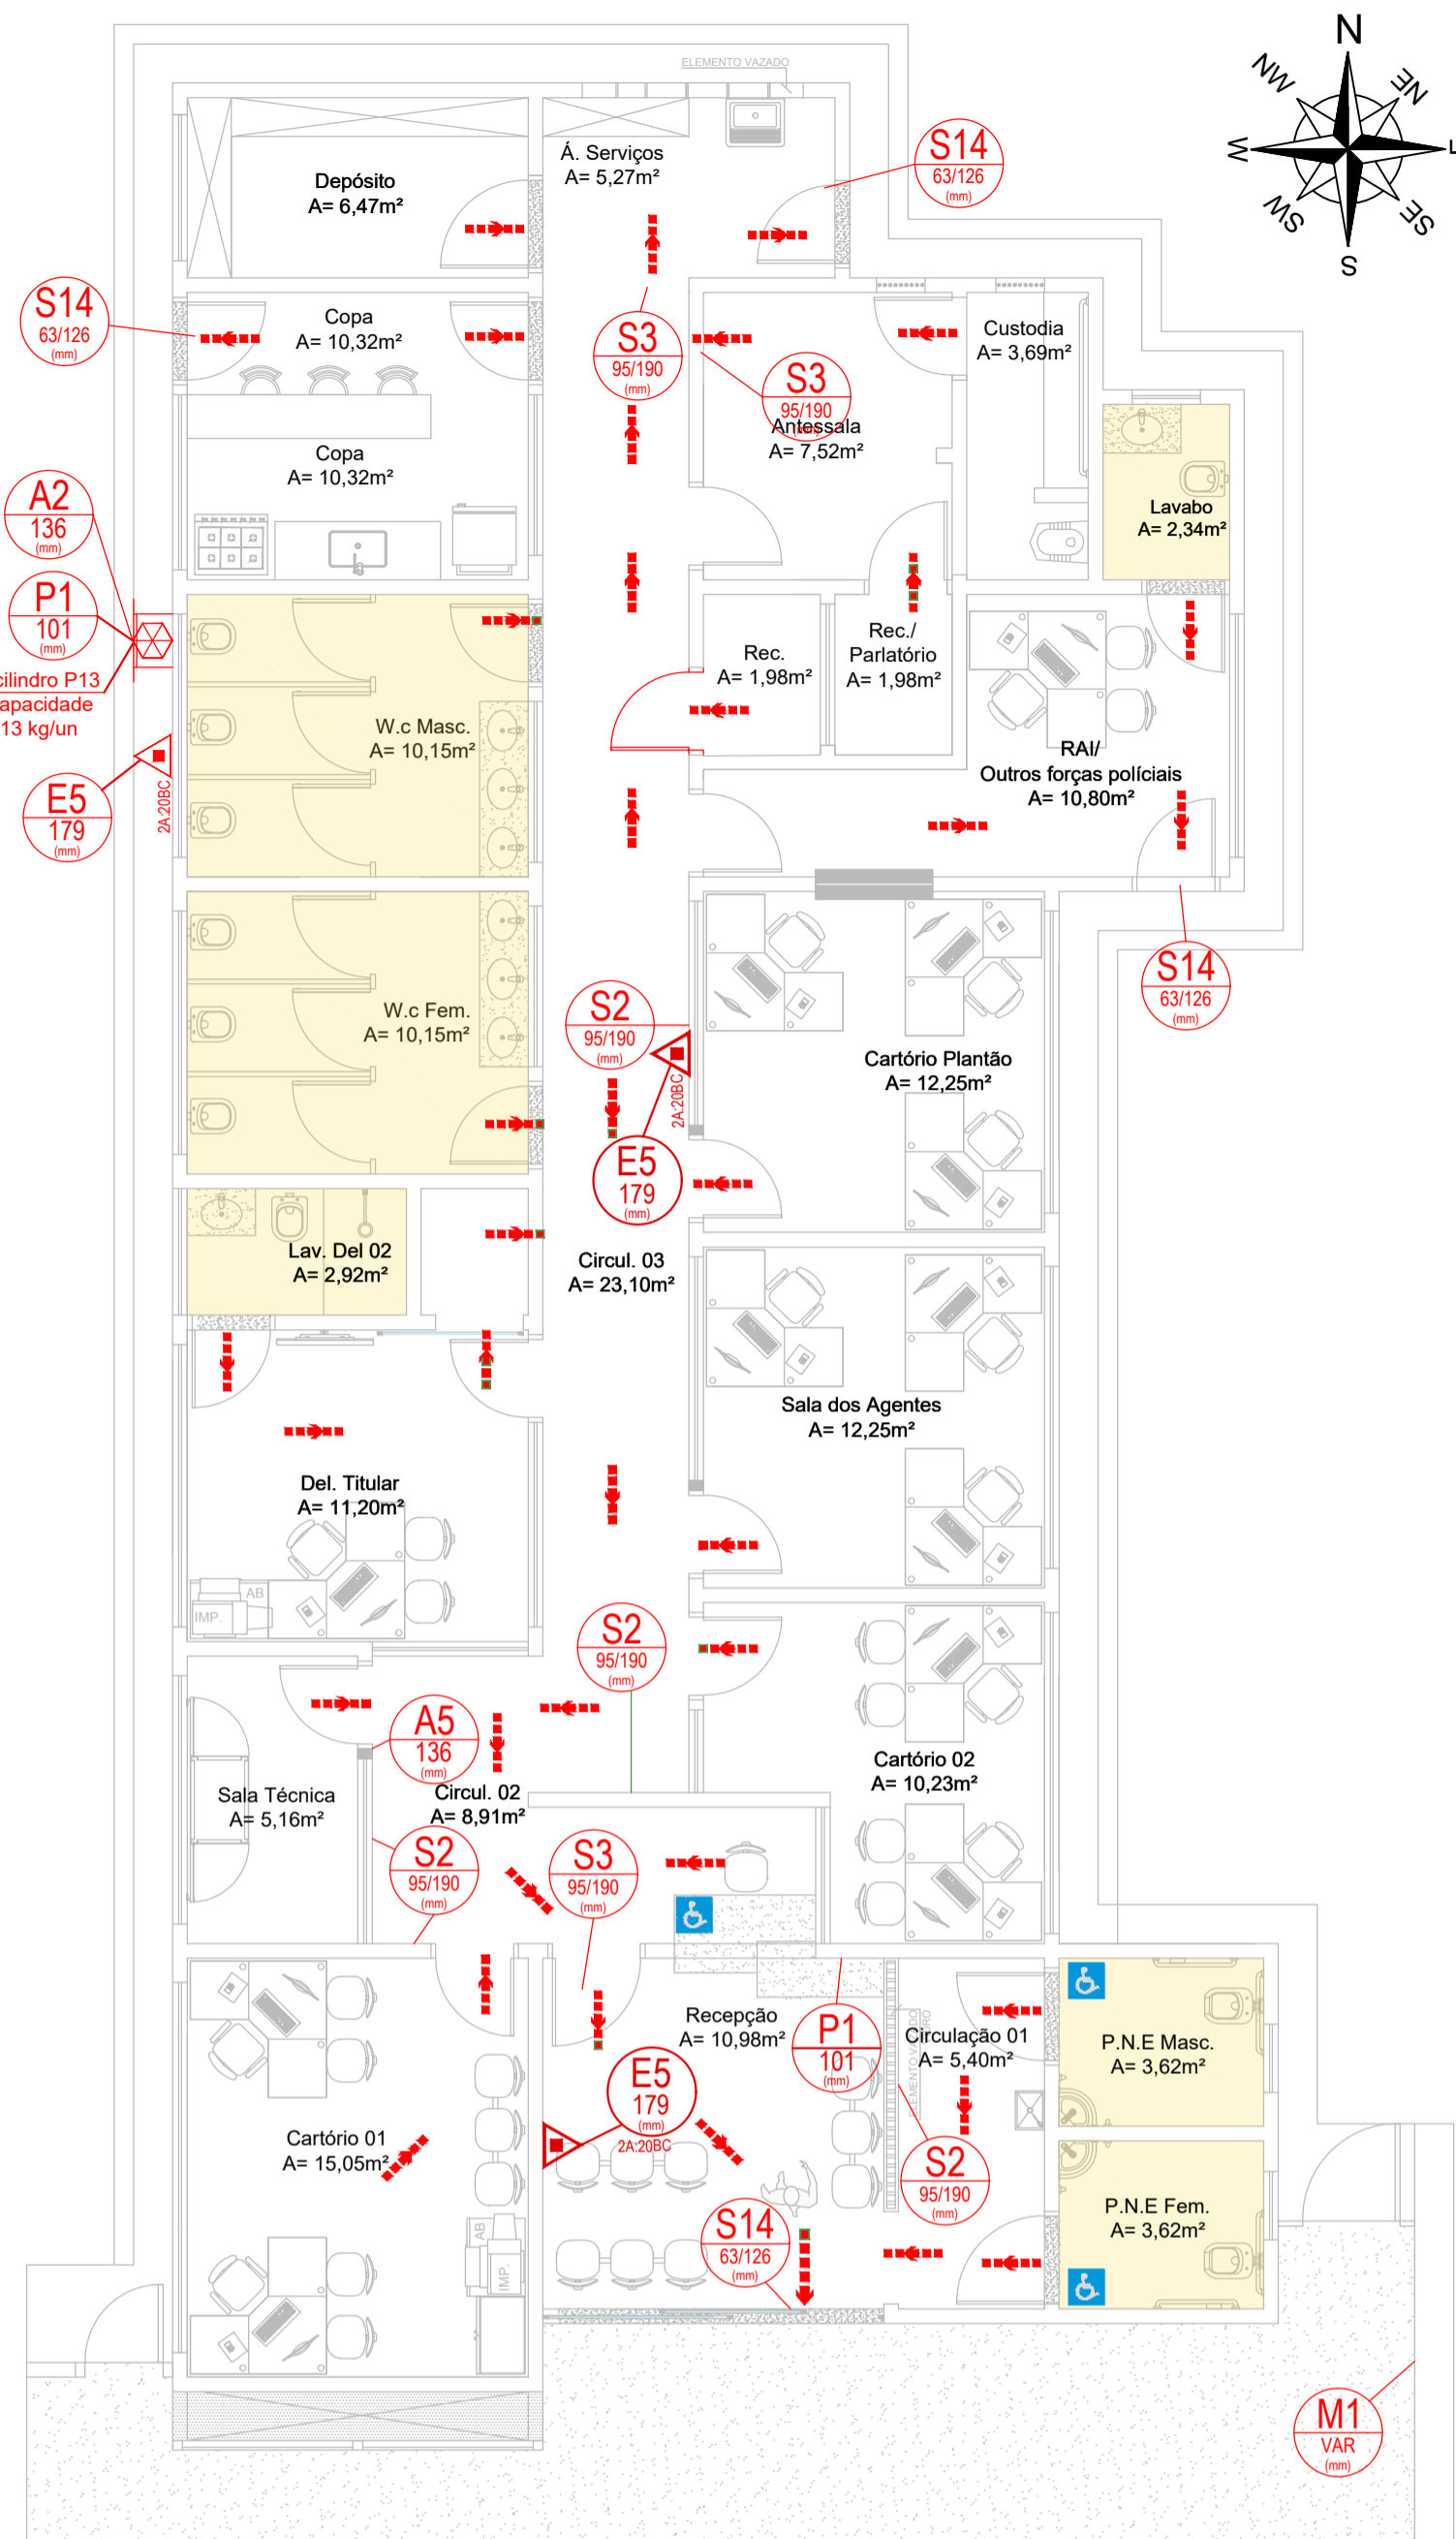 N
NE
L
SE
S
SW
W
NW
ELEMENTO VAZADO
Á. Serviços
A= 5,27m²
S14
63/126
(mm)
Depósito
A= 6,47m²
S14
63/126
(mm)
Copa
A= 10,32m²
S3
95/190
(mm)
Custodia
A= 3,69m²
S3
95/190
(mm)
Antessala
A= 7,52m²
Copa
A= 10,32m²
A2
136
(mm)
Lavabo
A= 2,34m²
P1
101
(mm)
cilindro P13
apacidade
13 kg/un
Rec.
A= 1,98m²
Rec./
Parlatório
A= 1,98m²
W.c Masc.
A= 10,15m²
RAI/
Outros forças políciais
A= 10,80m²
E5
179
(mm)
2A:20BC
S14
63/126
(mm)
S2
95/190
(mm)
W.c Fem.
A= 10,15m²
2A:20BC
Cartório Plantão
A= 12,25m²
E5
179
(mm)
Lav. Del 02
A= 2,92m²
Circul. 03
A= 23,10m²
Sala dos Agentes
A= 12,25m²
Del. Titular
A= 11,20m²
AB
IMP.
S2
95/190
(mm)
A5
136
(mm)
Cartório 02
A= 10,23m²
Sala Técnica
A= 5,16m²
Circul. 02
A= 8,91m²
S2
95/190
(mm)
S3
95/190
(mm)
Recepção
A= 10,98m²
P1
101
(mm)
Circulação 01
A= 5,40m²
ELEMENTO VAZADO
P.N.E Masc.
A= 3,62m²
E5
179
(mm)
2A:20BC
Cartório 01
A= 15,05m²
S2
95/190
(mm)
P.N.E Fem.
A= 3,62m²
S14
63/126
(mm)
AB
IMP.
M1
VAR
(mm)